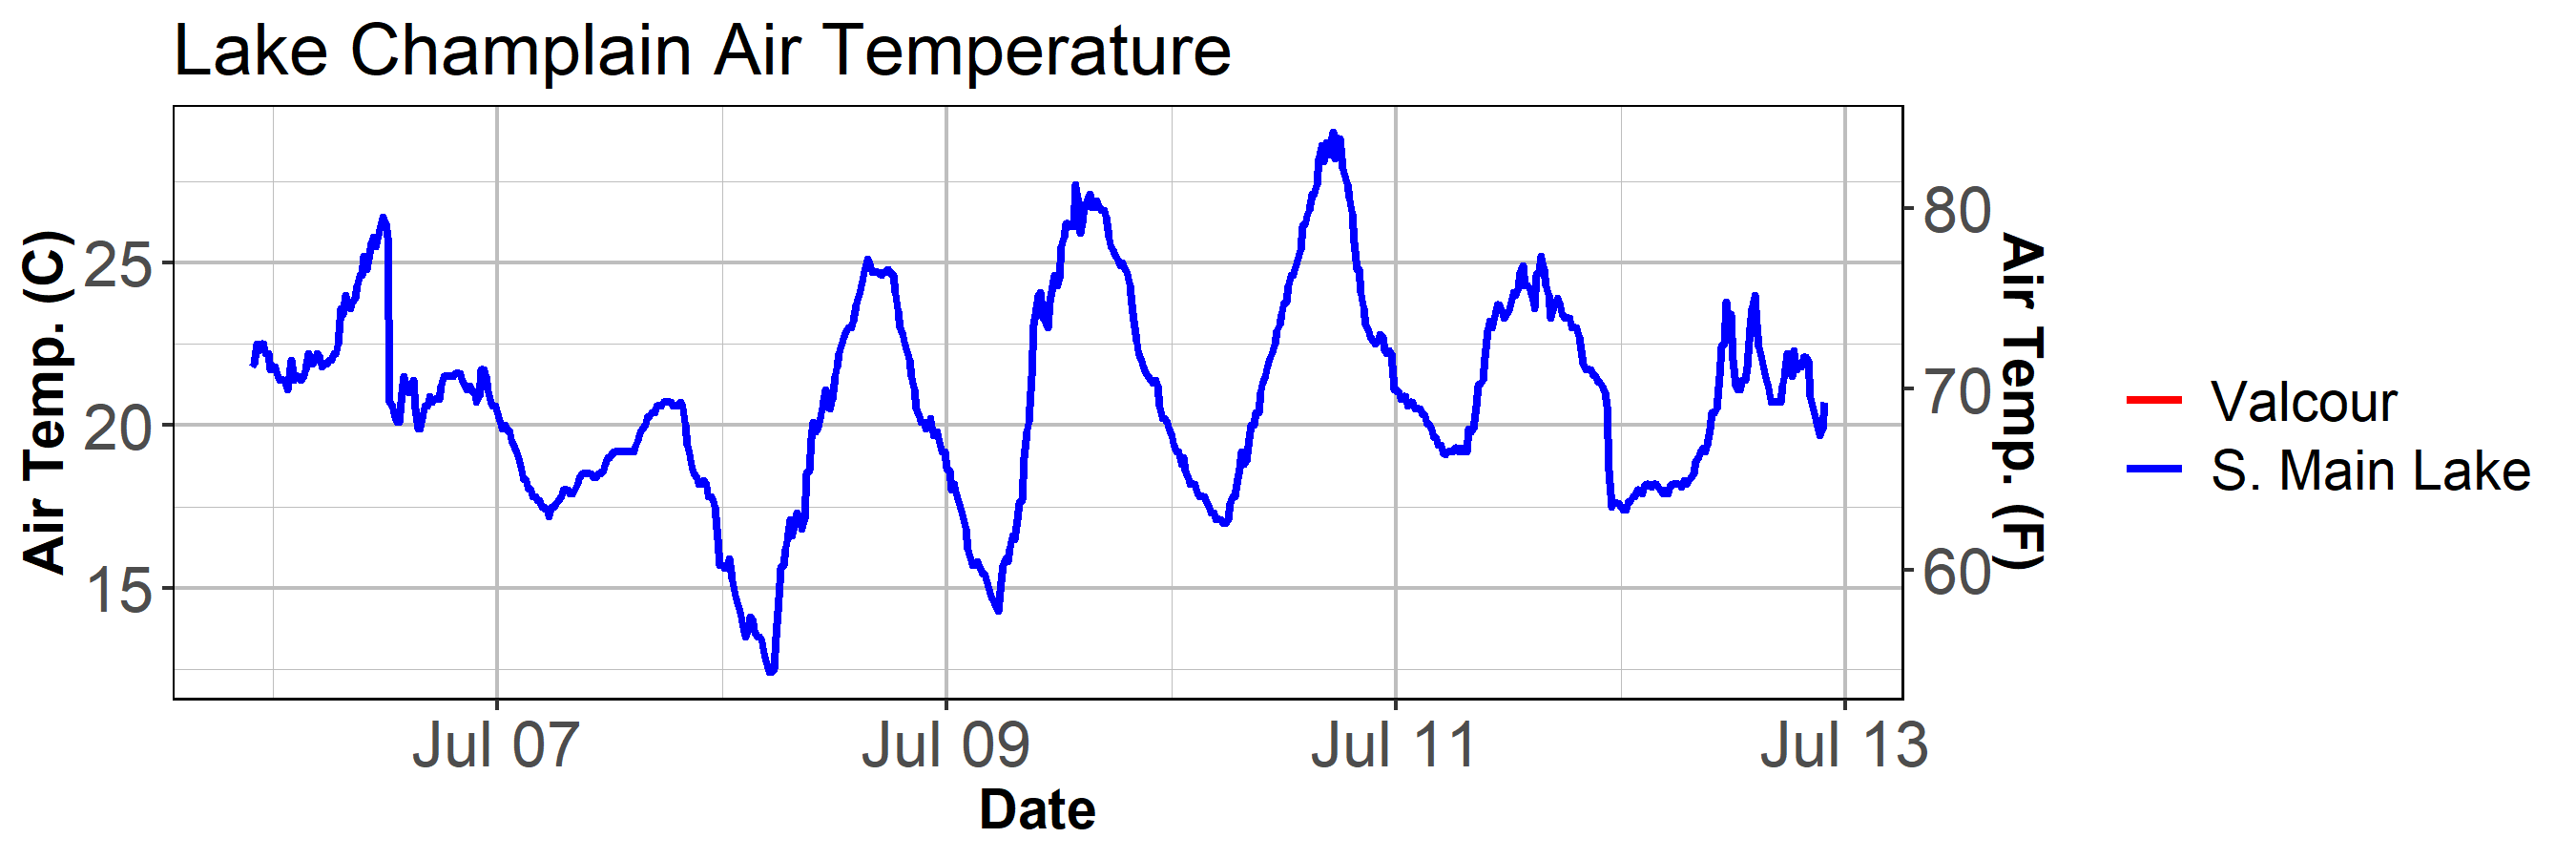 Lake Champlain Air Temperature
Air Temp. (C)
25
20
15
80
70
60
Air Temp. (F)
Jul 07
Jul 09
Jul 11
Jul 13
Date
Valcour
S. Main Lake